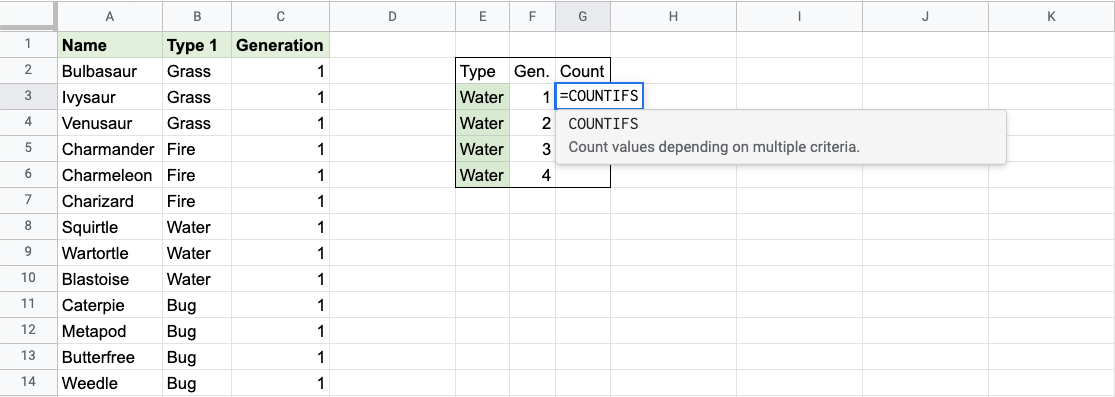 A B C D E F G H I J K
1 Name Type 1 Generation
2 Bulbasaur Grass 1 Type Gen. Count
3 Ivysaur Grass 1 Water 1 =COUNTIFS
4 Venusaur Grass 1 Water 2 COUNTIFS
5 Charmander Fire 1 Water 3 Count values depending on multiple criteria.
6 Charmeleon Fire 1 Water 4
7 Charizard Fire 1
8 Squirtle Water 1
9 Wartortle Water 1
10 Blastoise Water 1
11 Caterpie Bug 1
12 Metapod Bug 1
13 Butterfree Bug 1
14 Weedle Bug 1